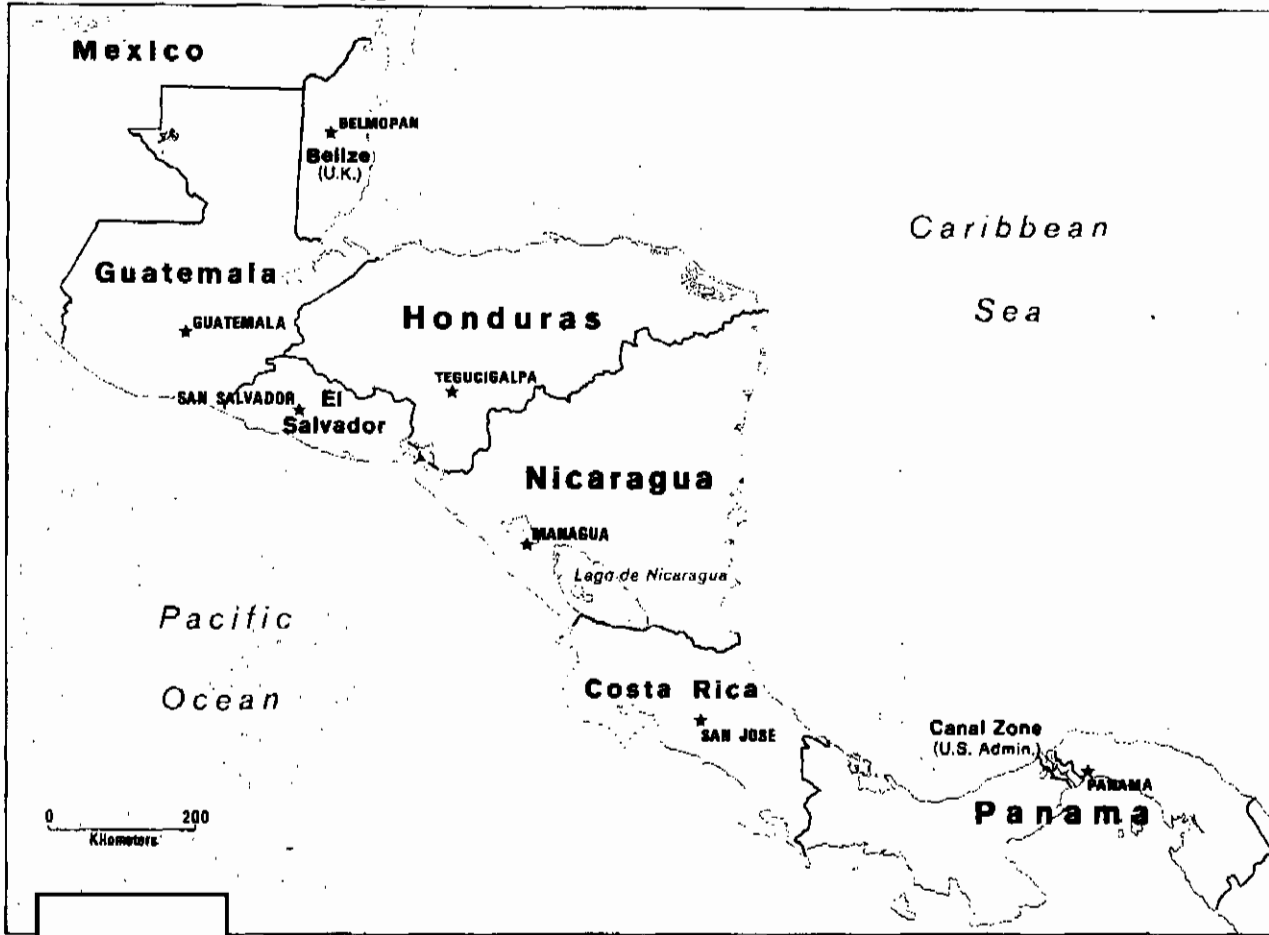 Mexico
BELMOPAN
Belize
(U.K.)
Caribbean
Sea
Guatemala
GUATEMALA
Honduras
TEGUCIGALPA
SAN SALVADOR
El
Salvador
Nicaragua
MANAGUA
Lago de Nicaragua
Pacific
Ocean
Costa Rica
SAN JOSE
Canal Zone
(U.S. Admin.)
PANAMA
Panama
0 200
Kilometers